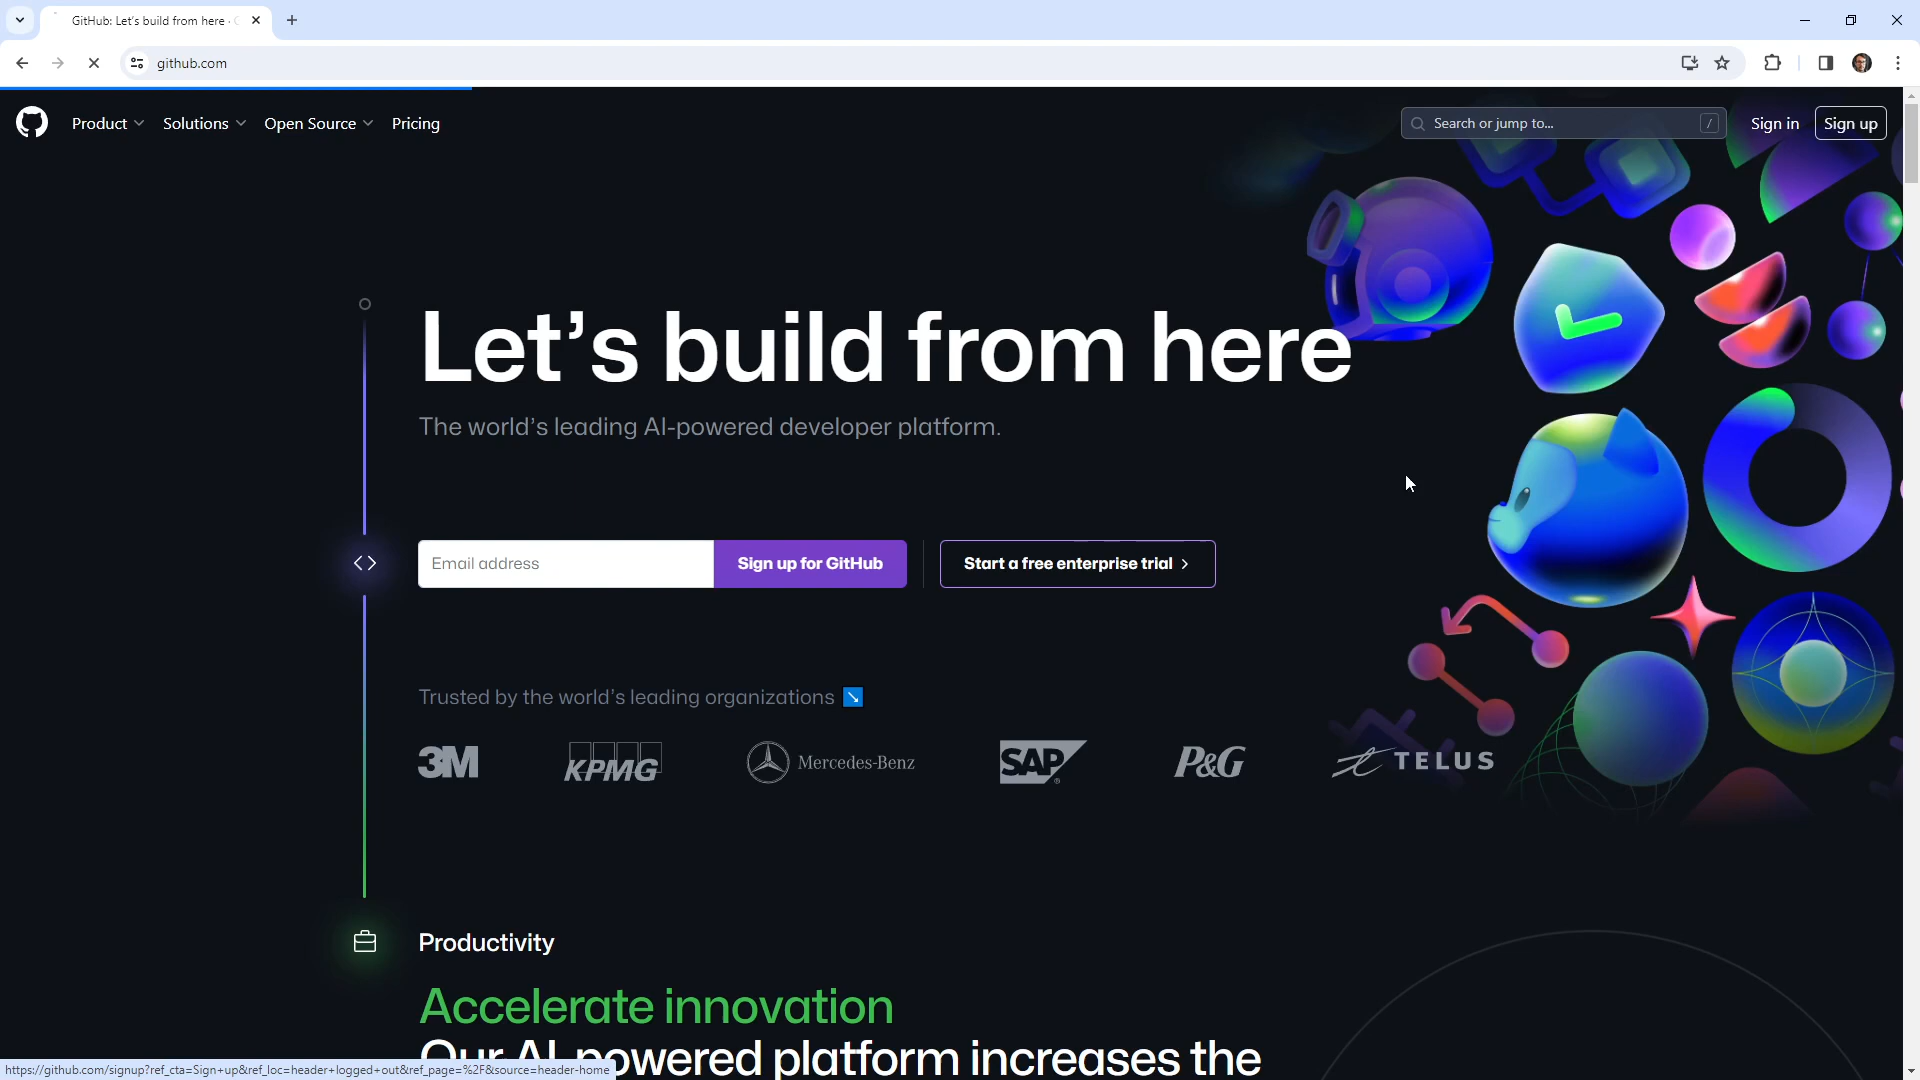 GitHub: Let's build from here ·
github.com
Product
Solutions
Open Source
Pricing
Search or jump to...
/
Sign in
Sign up
Let’s build from here
The world’s leading AI-powered developer platform.
Email address
Sign up for GitHub
Start a free enterprise trial
Trusted by the world’s leading organizations
3M
KPMG
Mercedes-Benz
SAP
P&G
TELUS
Productivity
Accelerate innovation
Our AI-powered platform increases the
https://github.com/signup?ref_cta=Sign+up&ref_loc=header+logged+out&ref_page=%2F&source=header-home